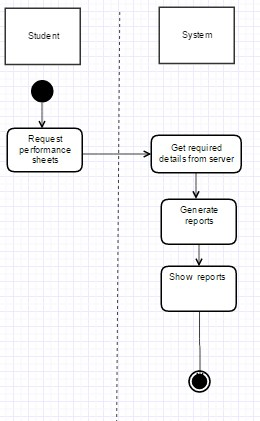 Student
System
Request
performance
sheets
Get required
details from server
Generate
reports
Show reports